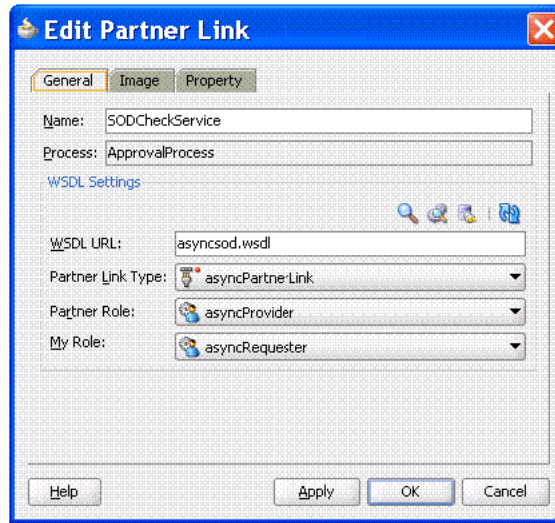 Edit Partner Link
General Image Property
Name: SODCheckService
Process: ApprovalProcess
WSDL Settings
WSDL URL: asyncsod.wsdl
Partner Link Type: asyncPartnerLink
Partner Role: asyncProvider
My Role: asyncRequester
Help Apply OK Cancel